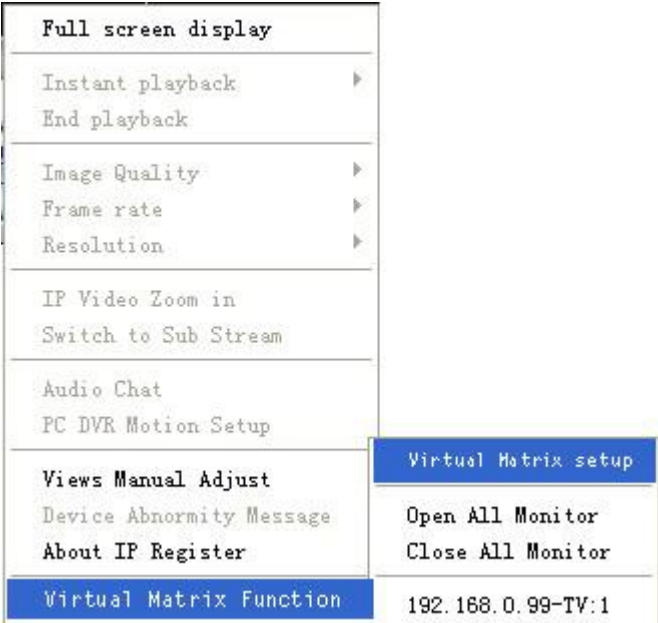 Full screen display
Instant playback
End playback
Image Quality
Frame rate
Resolution
IP Video Zoom in
Switch to Sub Stream
Audio Chat
PC DVR Motion Setup
Views Manual Adjust
Device Abnormity Message
About IP Register
Virtual Matrix Function
Virtual Matrix setup
Open All Monitor
Close All Monitor
192.168.0.99-TV:1